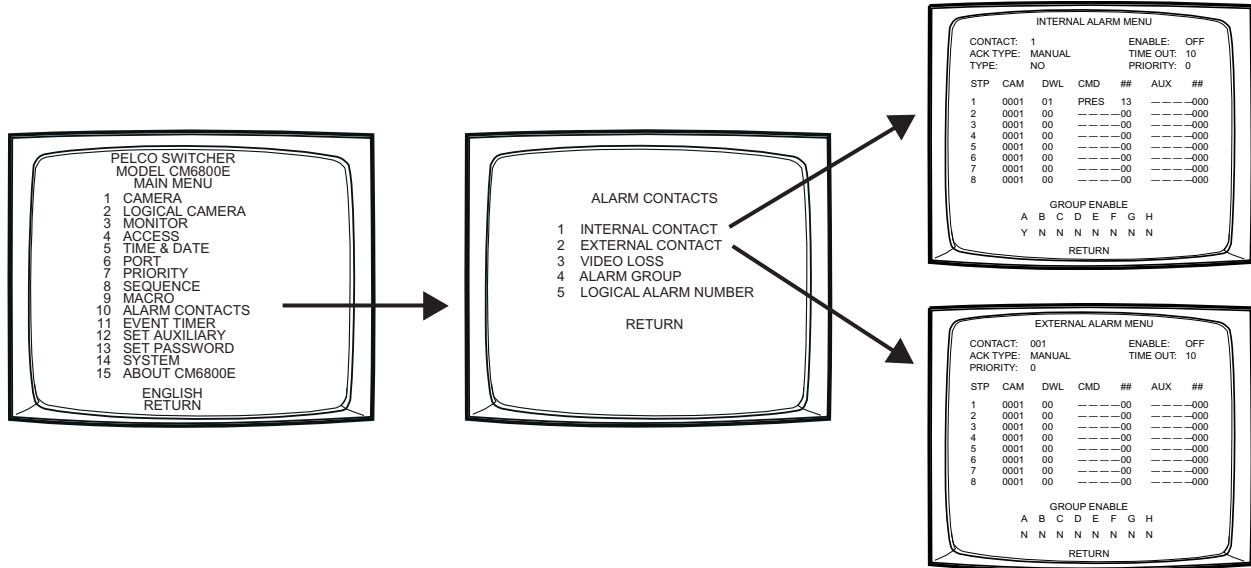 PELCO SWITCHER
MODEL CM6800E
MAIN MENU
1 CAMERA
2 LOGICAL CAMERA
3 MONITOR
4 ACCESS
5 TIME & DATE
6 PORT
7 PRIORITY
8 SEQUENCE
9 MACRO
10 ALARM CONTACTS
11 EVENT TIMER
12 SET AUXILIARY
13 SET PASSWORD
14 SYSTEM
15 ABOUT CM6800E
ENGLISH
RETURN
ALARM CONTACTS
1 INTERNAL CONTACT
2 EXTERNAL CONTACT
3 VIDEO LOSS
4 ALARM GROUP
5 LOGICAL ALARM NUMBER
RETURN
INTERNAL ALARM MENU
CONTACT: 1 ENABLE: OFF
ACK TYPE: MANUAL TIME OUT: 10
TYPE: NO PRIORITY: 0
STP CAM DWL CMD ## AUX ##
1 0001 01 PRES 13 — — — —000
2 0001 00 — — — —00 — — — —000
3 0001 00 — — — —00 — — — —000
4 0001 00 — — — —00 — — — —000
5 0001 00 — — — —00 — — — —000
6 0001 00 — — — —00 — — — —000
7 0001 00 — — — —00 — — — —000
8 0001 00 — — — —00 — — — —000
GROUP ENABLE
A B C D E F G H
Y N N N N N N N
RETURN
EXTERNAL ALARM MENU
CONTACT: 001 ENABLE: OFF
ACK TYPE: MANUAL TIME OUT: 10
PRIORITY: 0
STP CAM DWL CMD ## AUX ##
1 0001 00 — — — —00 — — — —000
2 0001 00 — — — —00 — — — —000
3 0001 00 — — — —00 — — — —000
4 0001 00 — — — —00 — — — —000
5 0001 00 — — — —00 — — — —000
6 0001 00 — — — —00 — — — —000
7 0001 00 — — — —00 — — — —000
8 0001 00 — — — —00 — — — —000
GROUP ENABLE
A B C D E F G H
N N N N N N N N
RETURN